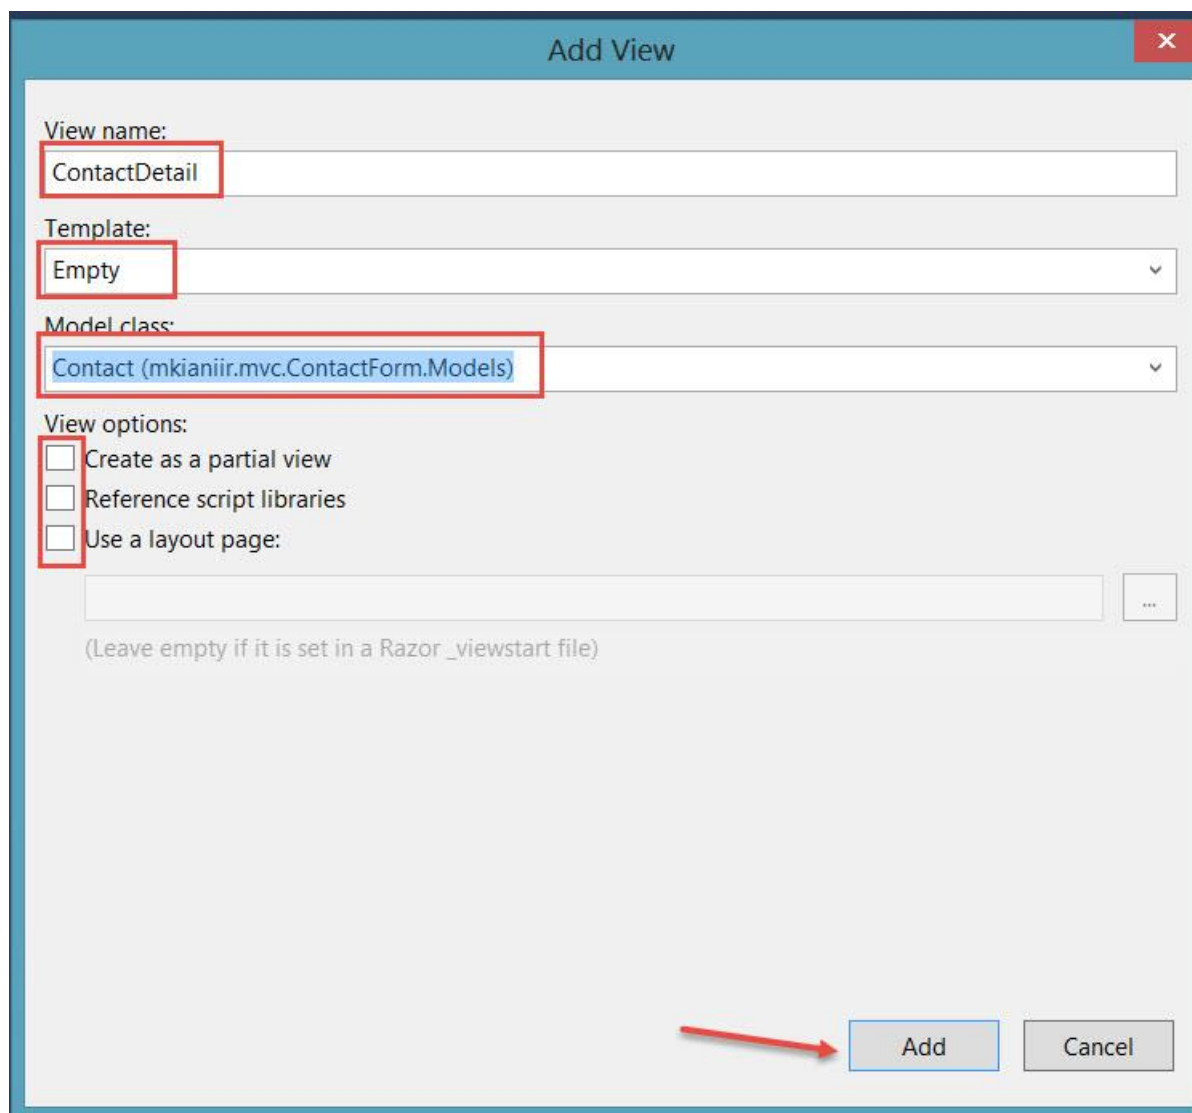 Add View
View name:
ContactDetail
Template:
Empty
Model class:
Contact (mkianiir.mvc.ContactForm.Models)
View options:
Create as a partial view
Reference script libraries
Use a layout page:
...
(Leave empty if it is set in a Razor _viewstart file)
Add Cancel